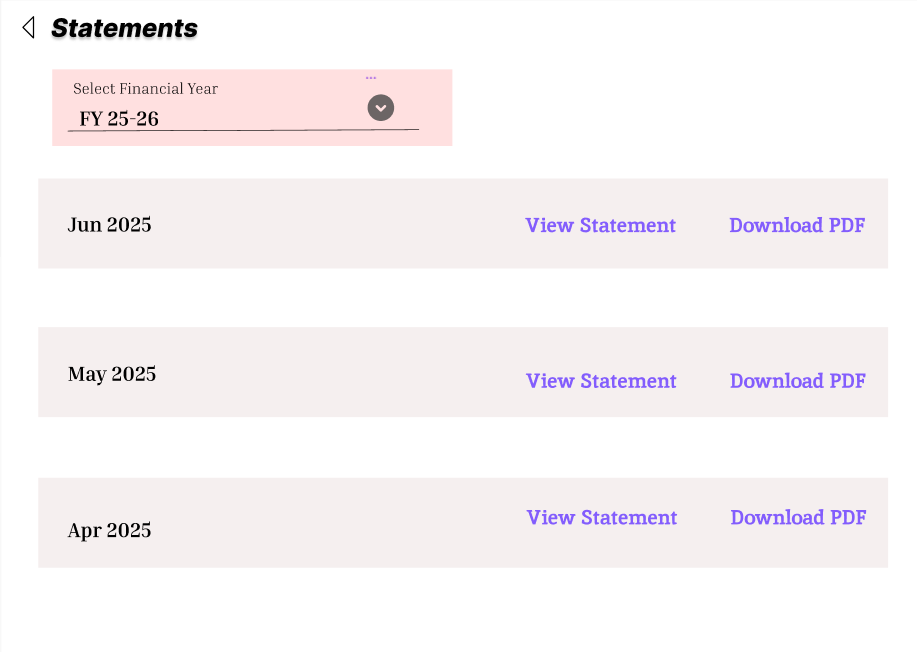 Statements
...
Select Financial Year
FY 25-26
Jun 2025 View Statement Download PDF
May 2025 View Statement Download PDF
Apr 2025 View Statement Download PDF